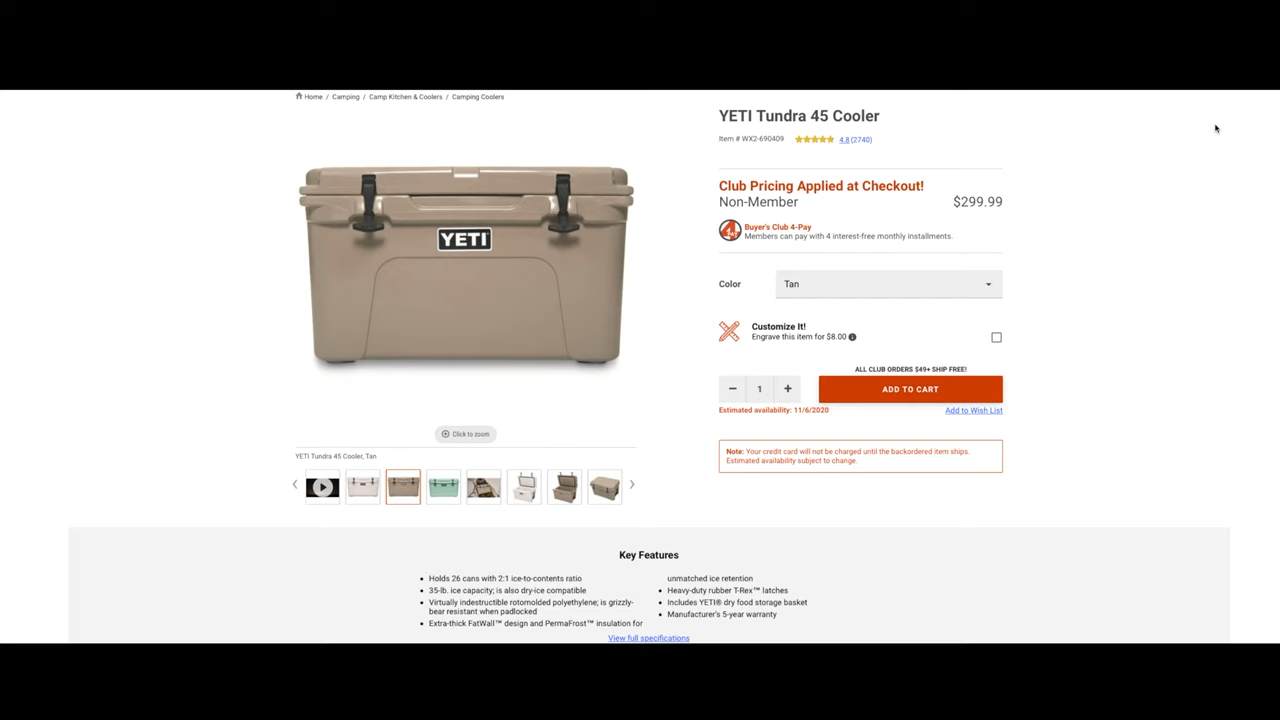 Home / Camping / Camp Kitchen & Coolers / Camping Coolers
YETI Tundra 45 Cooler
Item # WX2-690409
4.8 (2740)
YETI
Club Pricing Applied at Checkout!
Non-Member
$299.99
Buyer's Club 4-Pay
Members can pay with 4 interest-free monthly installments.
Color
Tan
Customize It!
Engrave this item for $8.00
ALL CLUB ORDERS $49+ SHIP FREE!
− 1 +
ADD TO CART
Estimated availability: 11/6/2020
Add to Wish List
Note: Your credit card will not be charged until the backordered item ships.
Estimated availability subject to change.
Click to zoom
YETI Tundra 45 Cooler, Tan
Key Features
Holds 26 cans with 2:1 ice-to-contents ratio
35-lb. ice capacity; is also dry-ice compatible
Virtually indestructible rotomolded polyethylene; is grizzly-
bear resistant when padlocked
Extra-thick FatWall™ design and PermaFrost™ insulation for
unmatched ice retention
Heavy-duty rubber T-Rex™ latches
Includes YETI® dry food storage basket
Manufacturer's 5-year warranty
View full specifications